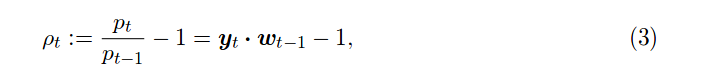 ρ_t := p_t / p_{t−1} − 1 = y_t · w_{t−1} − 1, (3)